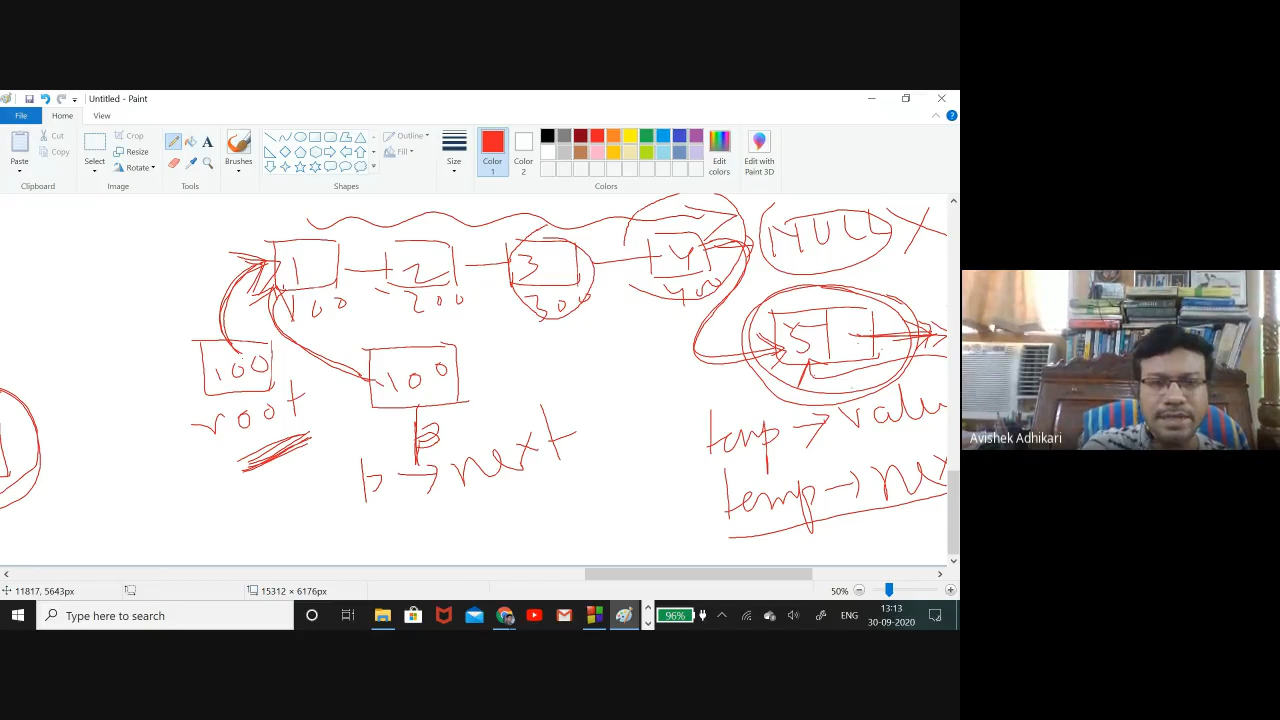 Untitled - Paint
File
Home
View
Paste
Cut
Copy
Clipboard
Select
Crop
Resize
Rotate
Image
Tools
Brushes
Shapes
Outline
Fill
Size
Color 1
Color 2
Colors
Edit colors
Edit with Paint 3D
1 2 3 4 NULL X
100 200 300 400
5
100
root
100
p
p → next
temp → valu
temp → nex
Avishek Adhikari
11817, 5643px
15312 × 6176px
50%
Type here to search
96%
ENG
13:13
30-09-2020